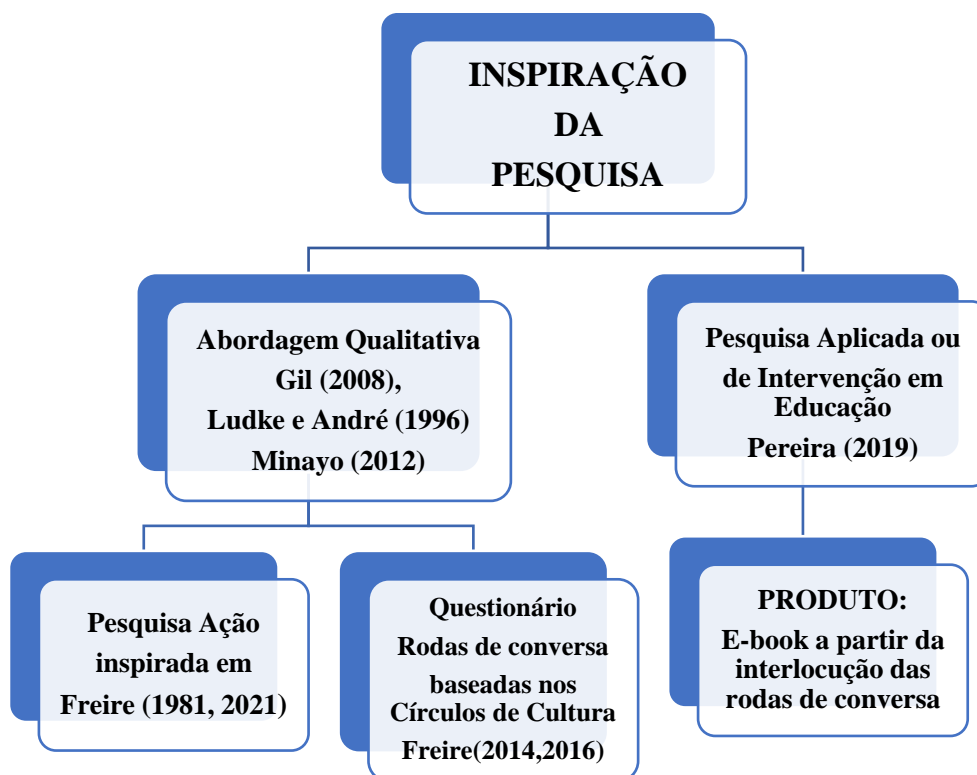 INSPIRAÇÃO
DA
PESQUISA
Abordagem Qualitativa
Gil (2008),
Ludke e André (1996)
Minayo (2012)
Pesquisa Aplicada ou
de Intervenção em
Educação
Pereira (2019)
Pesquisa Ação
inspirada em
Freire (1981, 2021)
Questionário
Rodas de conversa
baseadas nos
Círculos de Cultura
Freire(2014,2016)
PRODUTO:
E-book a partir da
interlocução das
rodas de conversa